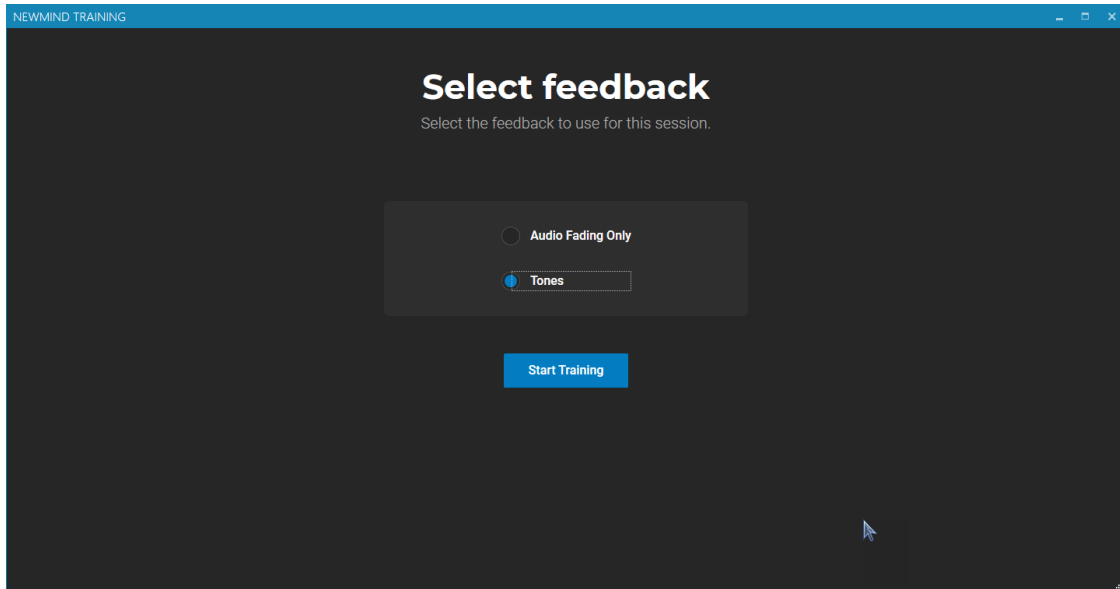 NEWMIND TRAINING
Select feedback
Select the feedback to use for this session.
Audio Fading Only
Tones
Start Training